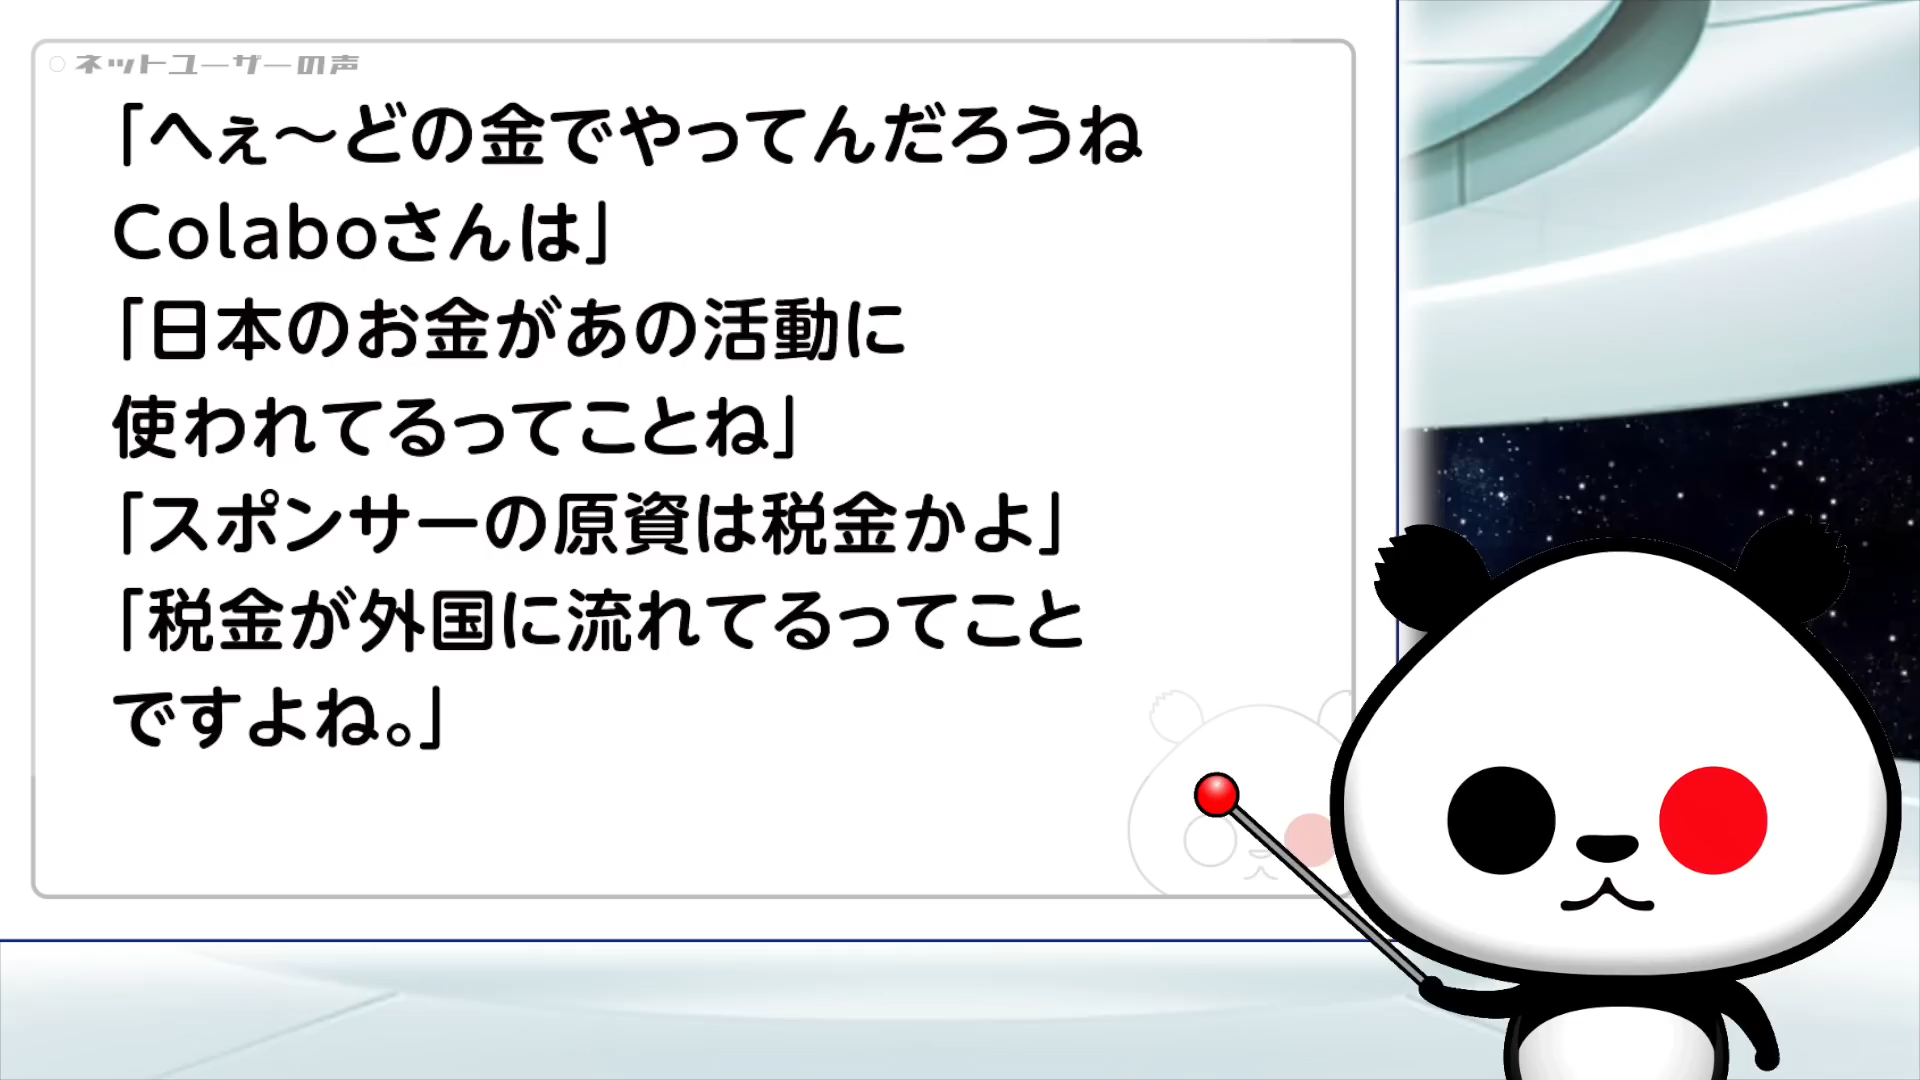 ネットユーザーの声
「へぇ～どの金でやってんだろうね
Colaboさんは」
「日本のお金があの活動に
使われてるってことね」
「スポンサーの原資は税金かよ」
「税金が外国に流れてるってこと
ですよね。」